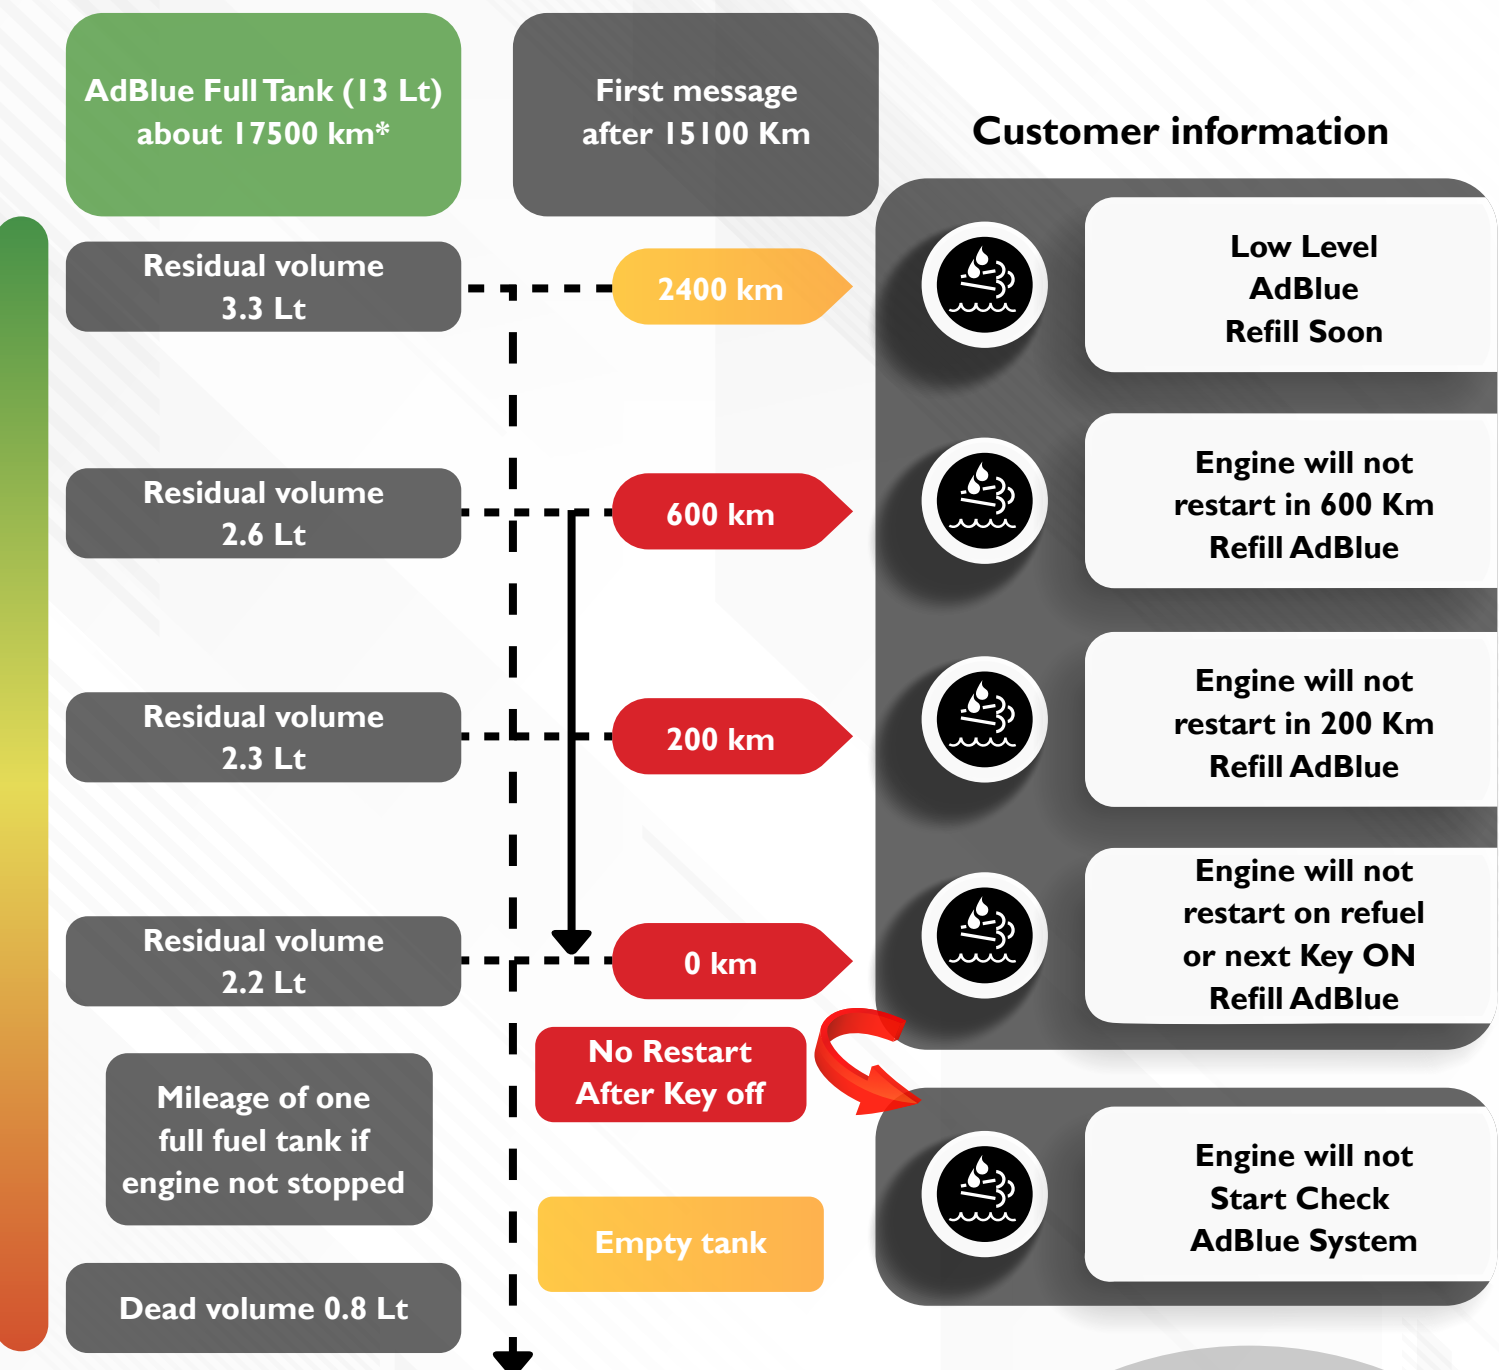 AdBlue Full Tank (13 Lt)
about 17500 km*
First message
after 15100 Km
Customer information
Residual volume
3.3 Lt
2400 km
Low Level
AdBlue
Refill Soon
Residual volume
2.6 Lt
600 km
Engine will not
restart in 600 Km
Refill AdBlue
Residual volume
2.3 Lt
200 km
Engine will not
restart in 200 Km
Refill AdBlue
Residual volume
2.2 Lt
0 km
Engine will not
restart on refuel
or next Key ON
Refill AdBlue
No Restart
After Key off
Mileage of one
full fuel tank if
engine not stopped
Engine will not
Start Check
AdBlue System
Empty tank
Dead volume 0.8 Lt